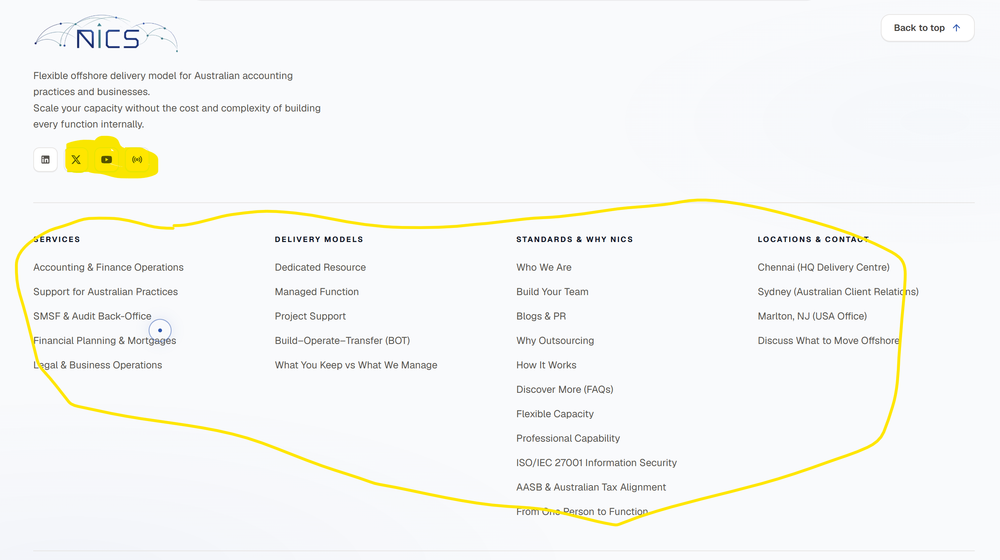 NiCS
Back to top
Flexible offshore delivery model for Australian accounting
practices and businesses.
Scale your capacity without the cost and complexity of building
every function internally.
in
X
SERVICES
Accounting & Finance Operations
Support for Australian Practices
SMSF & Audit Back-Office
Financial Planning & Mortgages
Legal & Business Operations
DELIVERY MODELS
Dedicated Resource
Managed Function
Project Support
Build–Operate–Transfer (BOT)
What You Keep vs What We Manage
STANDARDS & WHY NICS
Who We Are
Build Your Team
Blogs & PR
Why Outsourcing
How It Works
Discover More (FAQs)
Flexible Capacity
Professional Capability
ISO/IEC 27001 Information Security
AASB & Australian Tax Alignment
From One Person to Function
LOCATIONS & CONTACT
Chennai (HQ Delivery Centre)
Sydney (Australian Client Relations)
Marlton, NJ (USA Office)
Discuss What to Move Offshore